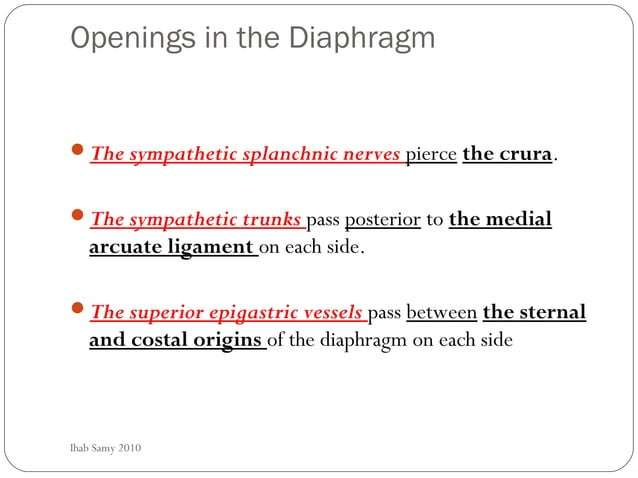 Openings in the Diaphragm
The sympathetic splanchnic nerves pierce the crura.
The sympathetic trunks pass posterior to the medial
arcuate ligament on each side.
The superior epigastric vessels pass between the sternal
and costal origins of the diaphragm on each side
Ihab Samy 2010